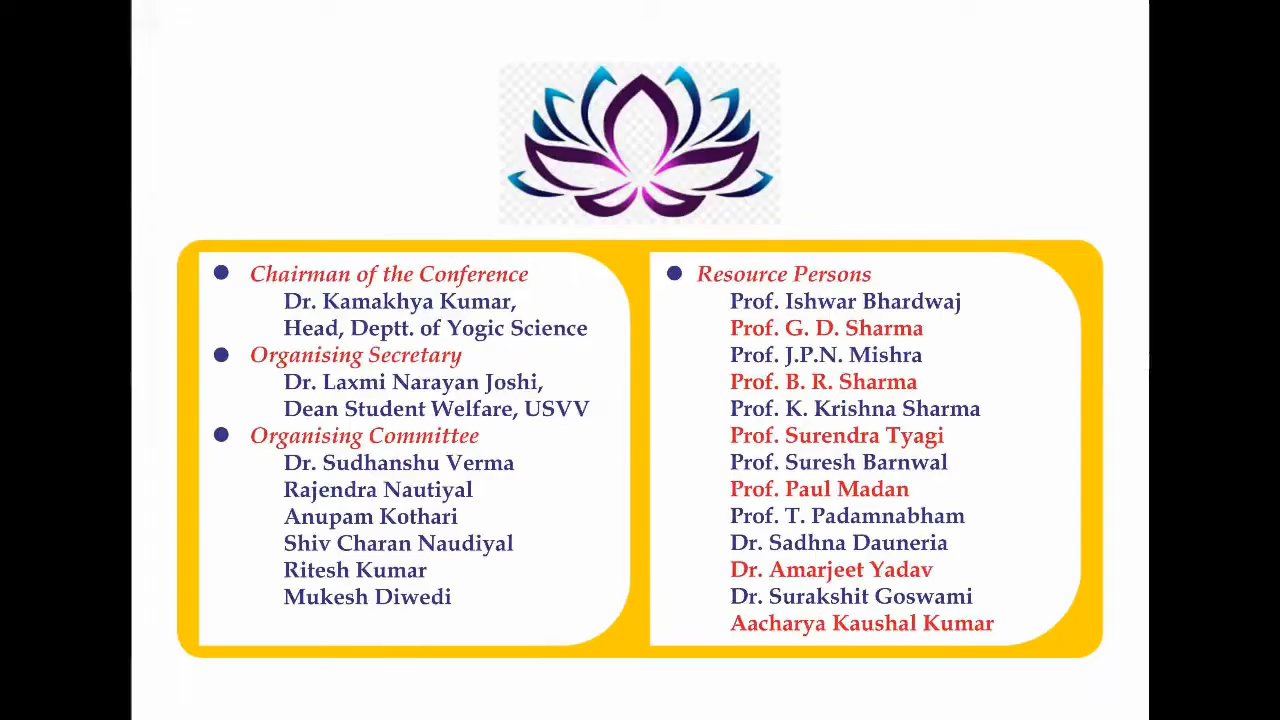 Chairman of the Conference
Dr. Kamakhya Kumar,
Head, Deptt. of Yogic Science
Organising Secretary
Dr. Laxmi Narayan Joshi,
Dean Student Welfare, USVV
Organising Committee
Dr. Sudhanshu Verma
Rajendra Nautiyal
Anupam Kothari
Shiv Charan Naudiyal
Ritesh Kumar
Mukesh Diwedi
Resource Persons
Prof. Ishwar Bhardwaj
Prof. G. D. Sharma
Prof. J.P.N. Mishra
Prof. B. R. Sharma
Prof. K. Krishna Sharma
Prof. Surendra Tyagi
Prof. Suresh Barnwal
Prof. Paul Madan
Prof. T. Padamnabham
Dr. Sadhna Dauneria
Dr. Amarjeet Yadav
Dr. Surakshit Goswami
Aacharya Kaushal Kumar